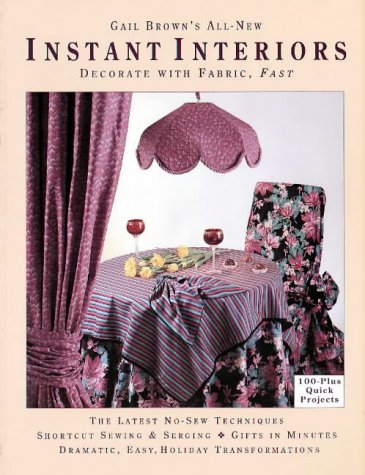 Gail Brown's All-New
Instant Interiors
Decorate with Fabric, Fast
100-Plus
Quick
Projects
The Latest No-Sew Techniques
Shortcut Sewing & Serging ❖ Gifts in Minutes
Dramatic, Easy, Holiday Transformations